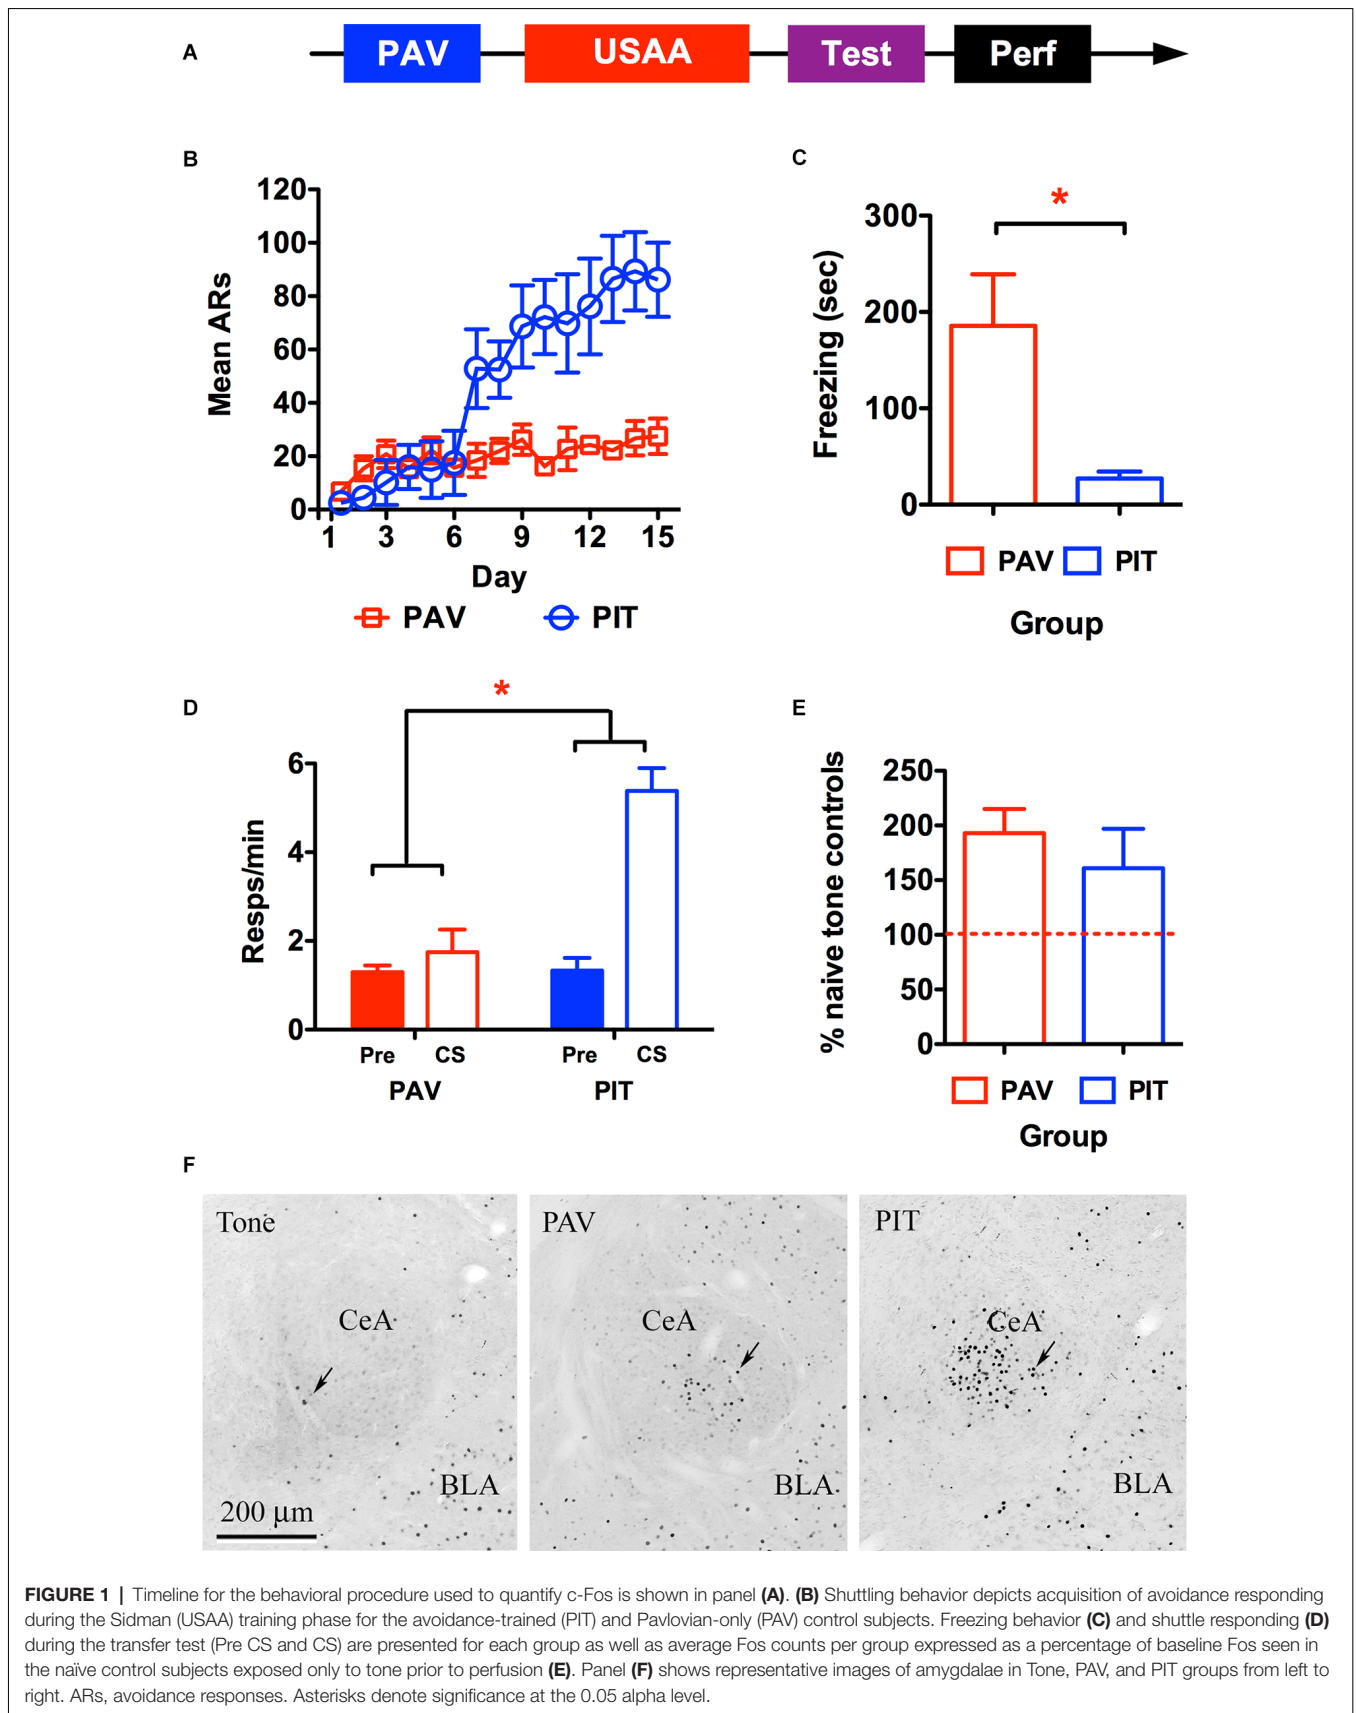 A
PAV USAA Test Perf
B
120
100
80
60
40
20
0
Mean ARs
1 3 6 9 12 15
Day
PAV PIT
C
*
300
200
100
0
Freezing (sec)
PAV PIT
Group
D
*
6
4
2
0
Resps/min
Pre CS Pre CS
PAV PIT
E
250
200
150
100
50
0
% naive tone controls
PAV PIT
Group
F
Tone
CeA
BLA
200 μm
PAV
CeA
BLA
PIT
CeA
BLA
FIGURE 1 | Timeline for the behavioral procedure used to quantify c-Fos is shown in panel (A). (B) Shuttling behavior depicts acquisition of avoidance responding
during the Sidman (USAA) training phase for the avoidance-trained (PIT) and Pavlovian-only (PAV) control subjects. Freezing behavior (C) and shuttle responding (D)
during the transfer test (Pre CS and CS) are presented for each group as well as average Fos counts per group expressed as a percentage of baseline Fos seen in
the naïve control subjects exposed only to tone prior to perfusion (E). Panel (F) shows representative images of amygdalae in Tone, PAV, and PIT groups from left to
right. ARs, avoidance responses. Asterisks denote significance at the 0.05 alpha level.